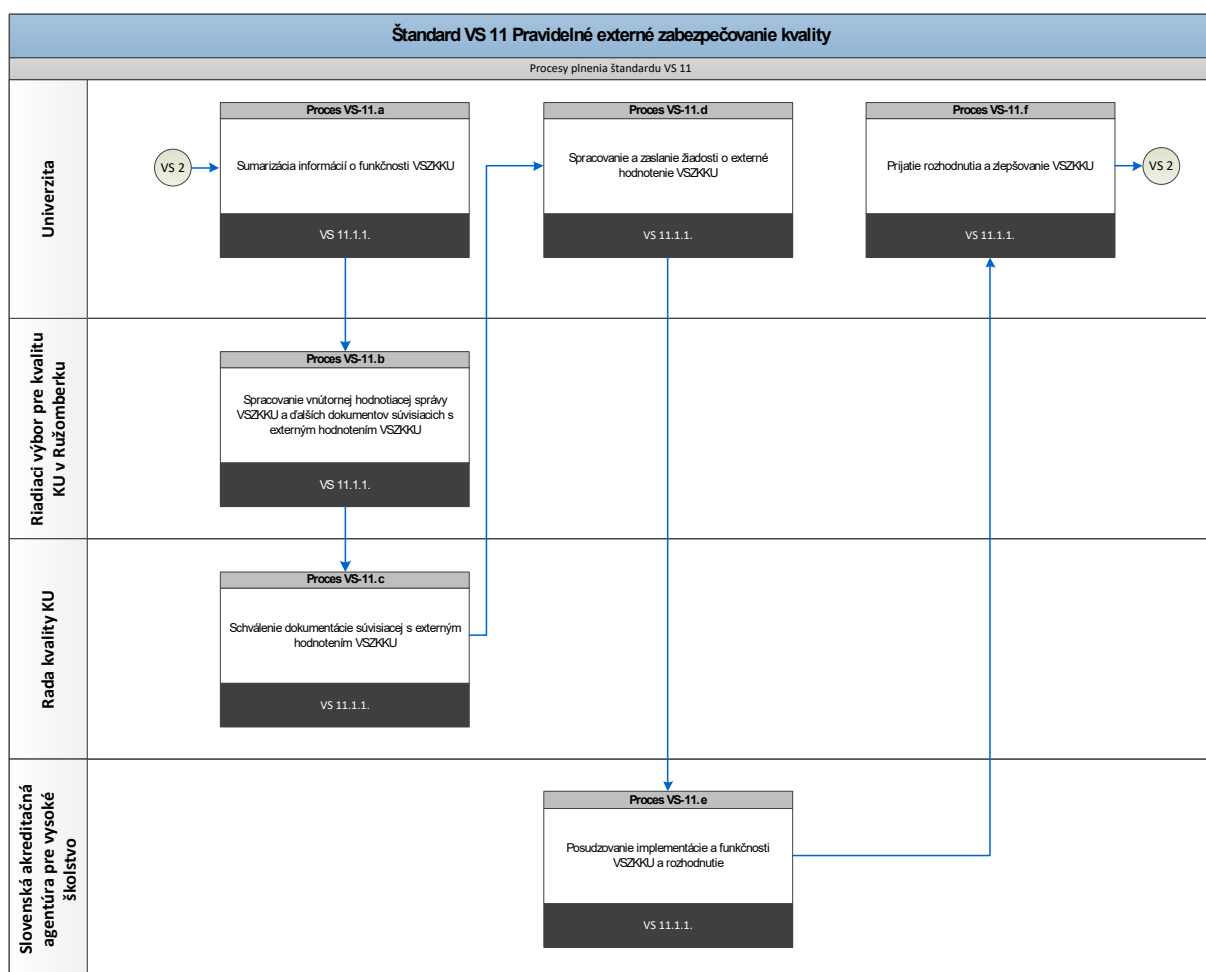 Štandard VS 11 Pravidelné externé zabezpečovanie kvality
Procesy plnenia štandardu VS 11
Univerzita
VS 2
Proces VS-11.a
Sumarizácia informácií o funkčnosti VSZKKU
VS 11.1.1.
Proces VS-11.d
Spracovanie a zaslanie žiadosti o externé
hodnotenie VSZKKU
VS 11.1.1.
Proces VS-11.f
Prijatie rozhodnutia a zlepšovanie VSZKKU
VS 11.1.1.
VS 2
Riadiaci výbor pre kvalitu
KU v Ružomberku
Proces VS-11.b
Spracovanie vnútornej hodnotiacej správy
VSZKKU a ďalších dokumentov súvisiacich s
externým hodnotením VSZKKU
VS 11.1.1.
Rada kvality KU
Proces VS-11.c
Schválenie dokumentácie súvisiacej s externým
hodnotením VSZKKU
VS 11.1.1.
Slovenská akreditačná
agentúra pre vysoké
školstvo
Proces VS-11.e
Posudzovanie implementácie a funkčnosti
VSZKKU a rozhodnutie
VS 11.1.1.